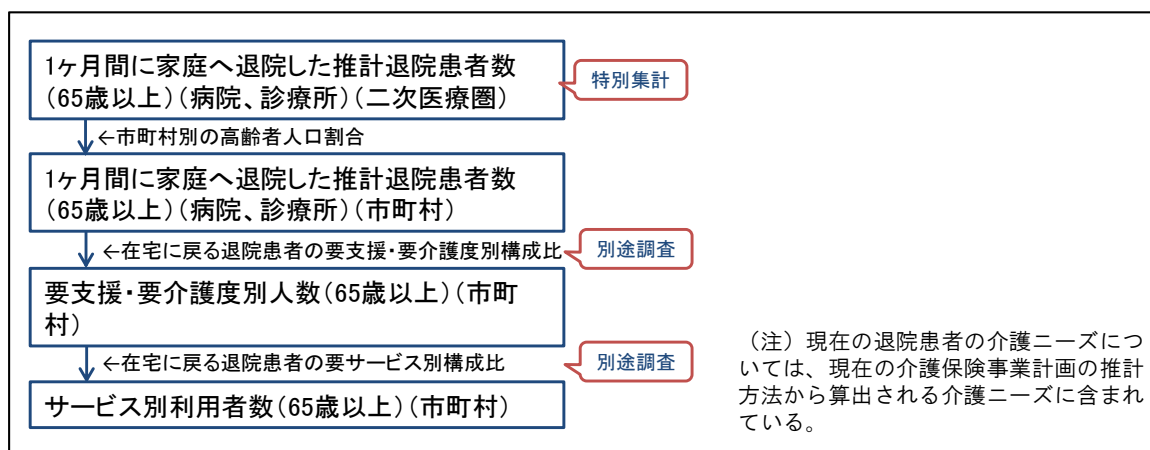 1ヶ月間に家庭へ退院した推計退院患者数
(65歳以上)(病院、診療所)(二次医療圏)
特別集計
←市町村別の高齢者人口割合
1ヶ月間に家庭へ退院した推計退院患者数
(65歳以上)(病院、診療所)(市町村)
←在宅に戻る退院患者の要支援・要介護度別構成比
別途調査
要支援・要介護度別人数(65歳以上)(市町
村)
←在宅に戻る退院患者の要サービス別構成比
別途調査
サービス別利用者数(65歳以上)(市町村)
(注)現在の退院患者の介護ニーズにつ
いては、現在の介護保険事業計画の推計
方法から算出される介護ニーズに含まれ
ている。